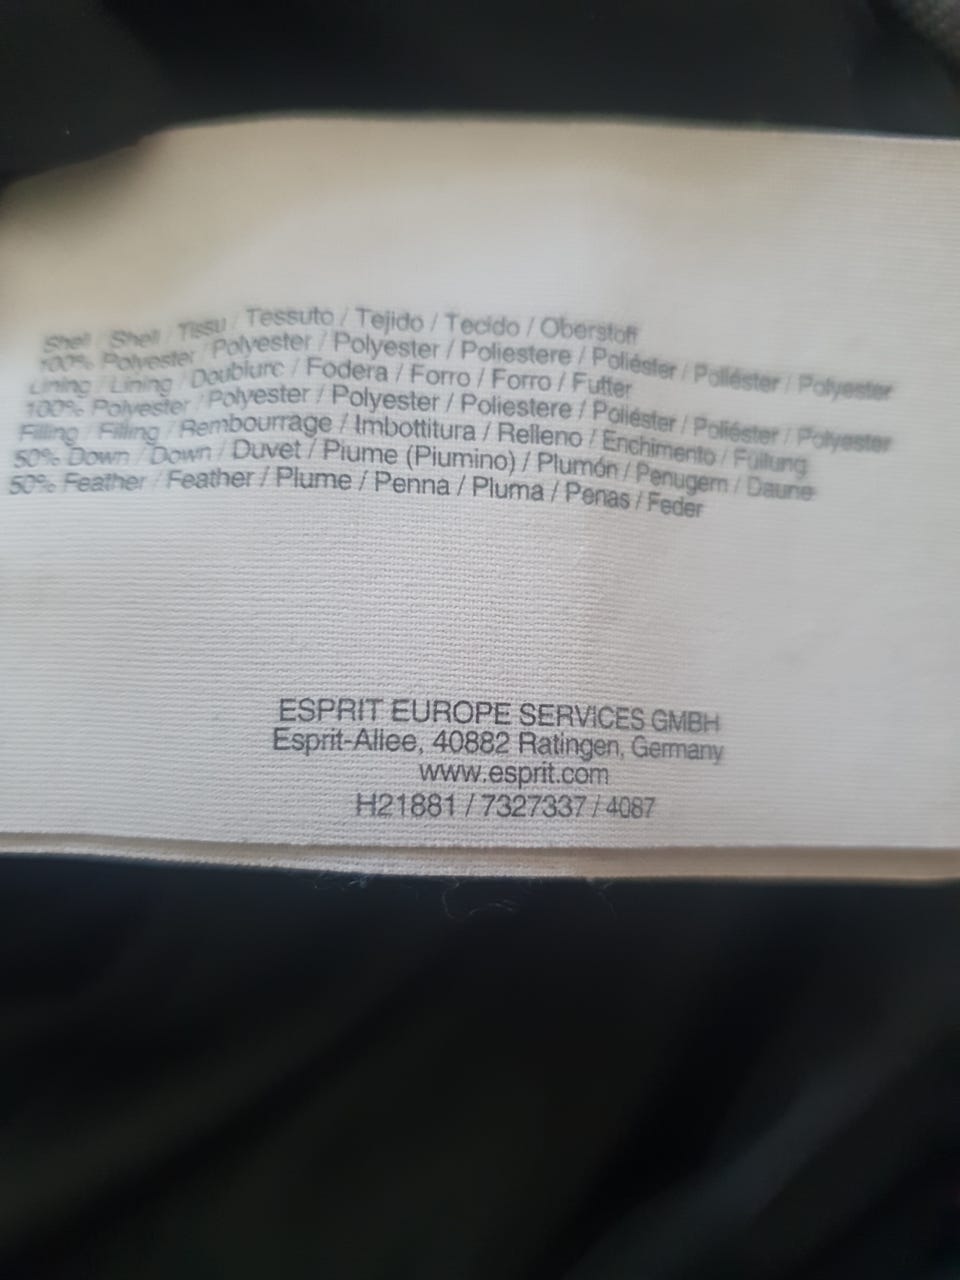 Shell / Shell / Tissu / Tessuto / Tejido / Tecido / Oberstoff
100% Polyester / Polyester / Polyester / Poliestere / Poliéster / Poliéster / Polyester
Lining / Lining / Doublure / Fodera / Forro / Forro / Futter
100% Polyester / Polyester / Polyester / Poliestere / Poliéster / Poliéster / Polyester
Filling / Filling / Rembourrage / Imbottitura / Relleno / Enchimento / Füllung
50% Down / Down / Duvet / Piume (Piumino) / Plumón / Penugem / Daune
50% Feather / Feather / Plume / Penna / Pluma / Penas / Feder
ESPRIT EUROPE SERVICES GMBH
Esprit-Allee, 40882 Ratingen, Germany
www.esprit.com
H21881 / 7327337 / 4087